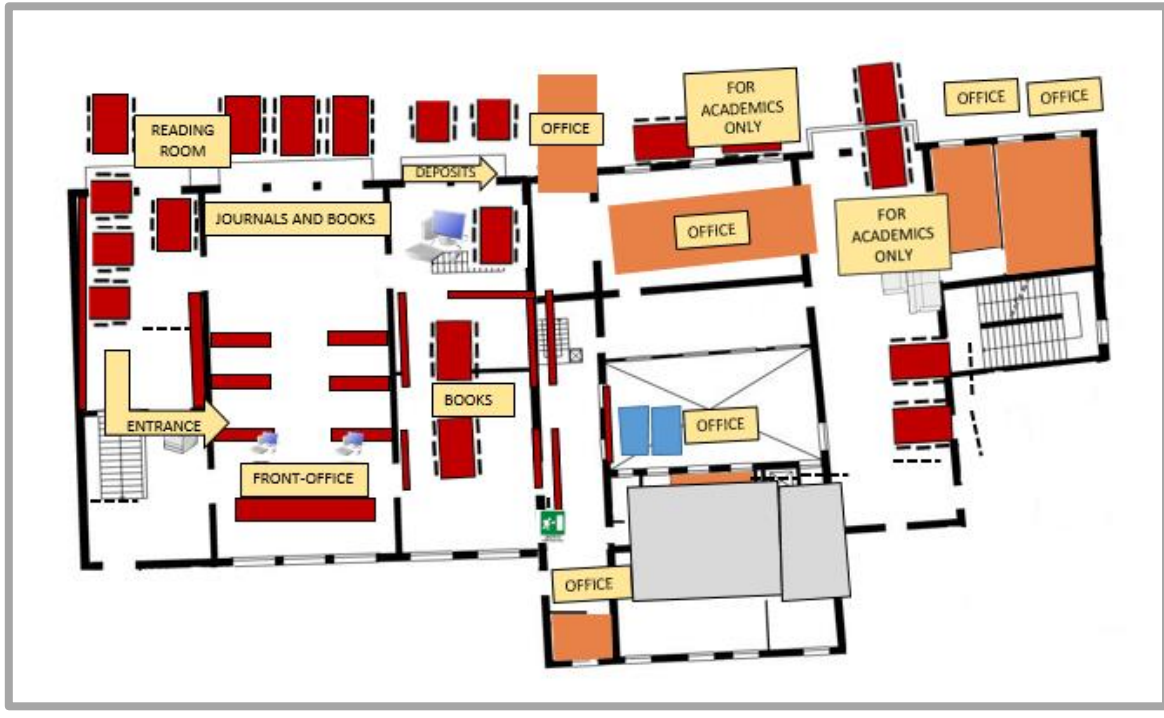 FOR
ACADEMICS
ONLY
OFFICE
OFFICE
OFFICE
READING
ROOM
DEPOSITS
JOURNALS AND BOOKS
OFFICE
FOR
ACADEMICS
ONLY
BOOKS
ENTRANCE
OFFICE
FRONT-OFFICE
OFFICE